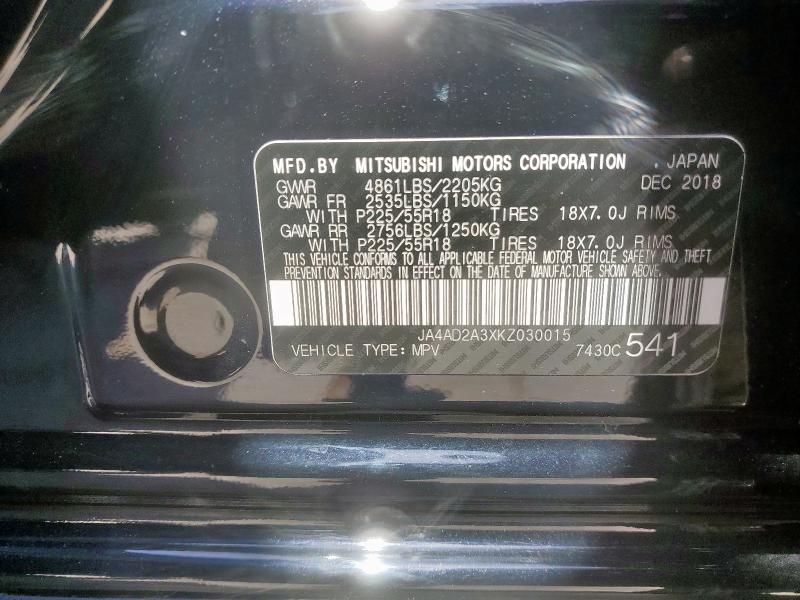 MFD.BY MITSUBISHI MOTORS CORPORATION , JAPAN
GVWR 4861LBS/2205KG DEC 2018
GAWR FR 2535LBS/1150KG
WITH P225/55R18 TIRES 18X7.0J RIMS
GAWR RR 2756LBS/1250KG
WITH P225/55R18 TIRES 18X7.0J RIMS
THIS VEHICLE CONFORMS TO ALL APPLICABLE FEDERAL MOTOR VEHICLE SAFETY AND THEFT
PREVENTION STANDARDS IN EFFECT ON THE DATE OF MANUFACTURE SHOWN ABOVE.
JA4AD2A3XKZ030015
VEHICLE TYPE: MPV 7430C 541